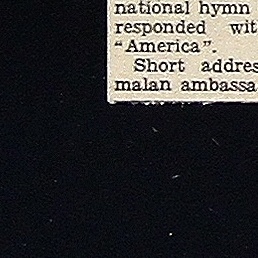 national hymn
responded wit
"America".
Short addres
malan ambassa